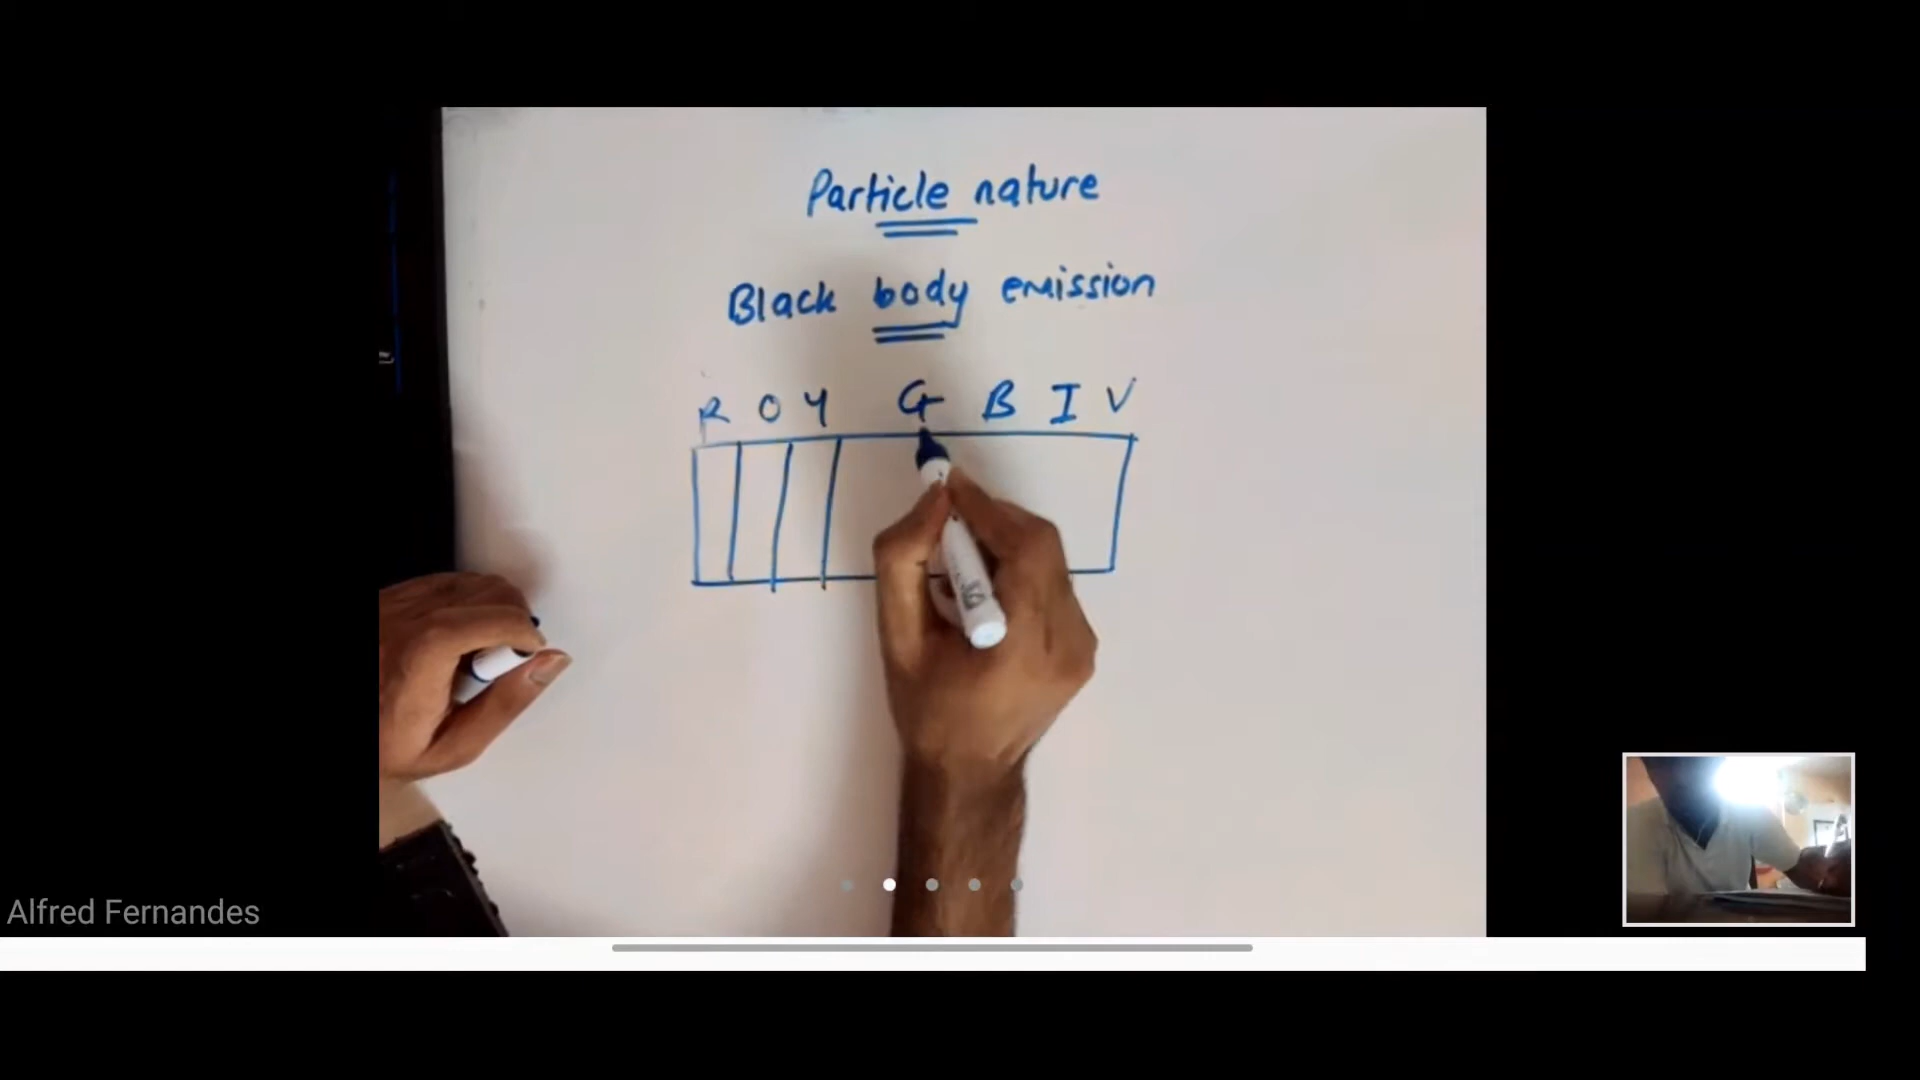 Particle nature
Black body emission
R O Y G B I V
Alfred Fernandes